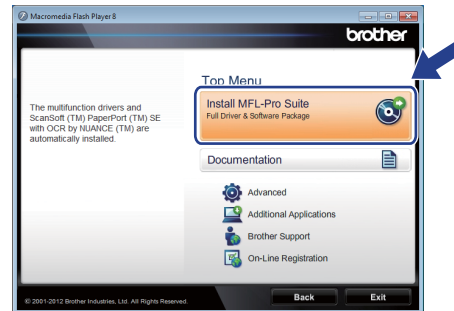 Macromedia Flash Player 8
brother
Top Menu
The multifunction drivers and
ScanSoft (TM) PaperPort (TM) SE
with OCR by NUANCE (TM) are
automatically installed.
Install MFL-Pro Suite
Full Driver & Software Package
Documentation
Advanced
Additional Applications
Brother Support
On-Line Registration
© 2001-2012 Brother Industries, Ltd. All Rights Reserved.
Back
Exit